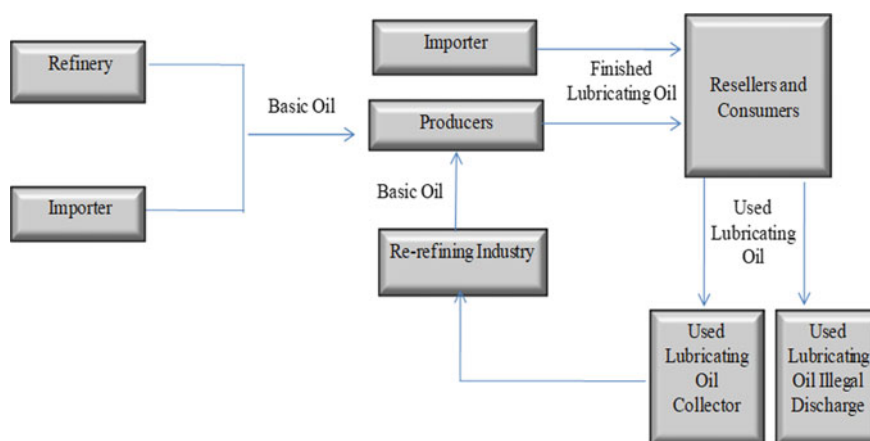 Refinery
Importer
Basic Oil
Importer
Producers
Finished
Lubricating Oil
Resellers and
Consumers
Basic Oil
Re-refining Industry
Used
Lubricating
Oil
Used
Lubricating
Oil
Collector
Used
Lubricating
Oil Illegal
Discharge